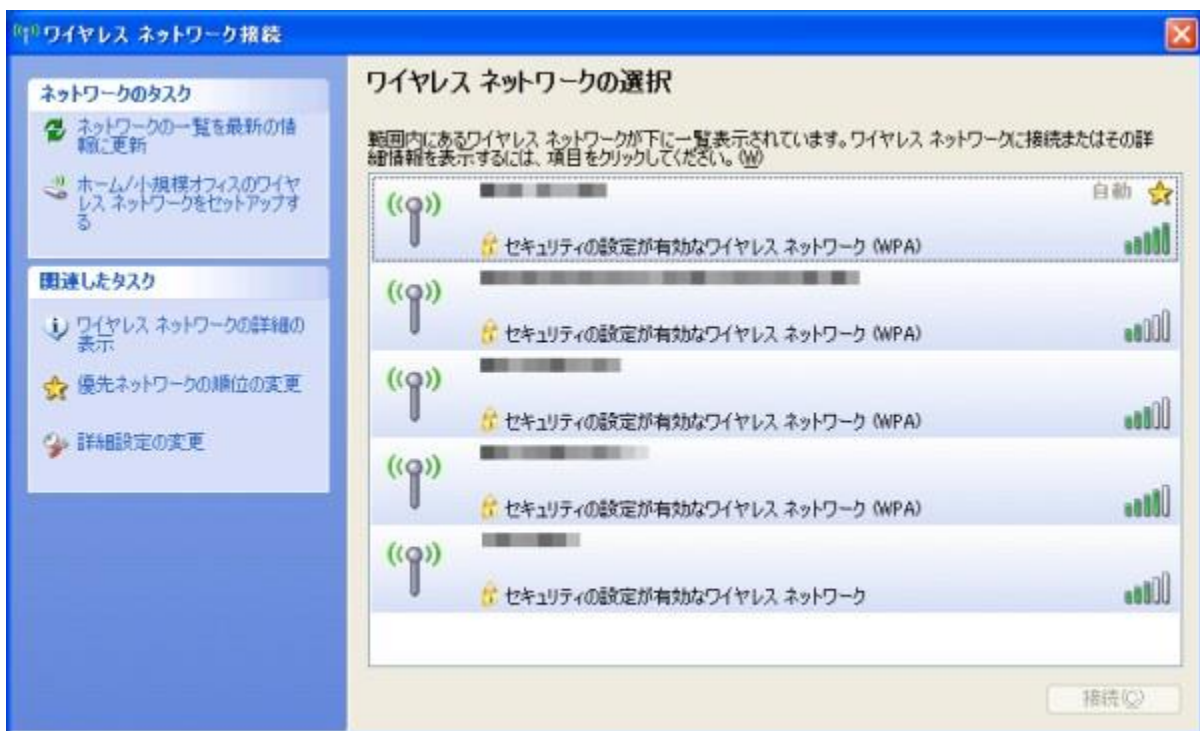 ワイヤレス ネットワーク接続
ネットワークのタスク
ネットワークの一覧を最新の情
報に更新
ホーム/小規模オフィスのワイヤ
レス ネットワークをセットアップす
る
関連したタスク
ワイヤレス ネットワークの詳細の
表示
優先ネットワークの順位の変更
詳細設定の変更
ワイヤレス ネットワークの選択
範囲内にあるワイヤレス ネットワークが下に一覧表示されています。ワイヤレス ネットワークに接続またはその詳
細情報を表示するには、項目をクリックしてください。(W)
自動
セキュリティの設定が有効なワイヤレス ネットワーク (WPA)
セキュリティの設定が有効なワイヤレス ネットワーク (WPA)
セキュリティの設定が有効なワイヤレス ネットワーク (WPA)
セキュリティの設定が有効なワイヤレス ネットワーク (WPA)
セキュリティの設定が有効なワイヤレス ネットワーク
接続(C)